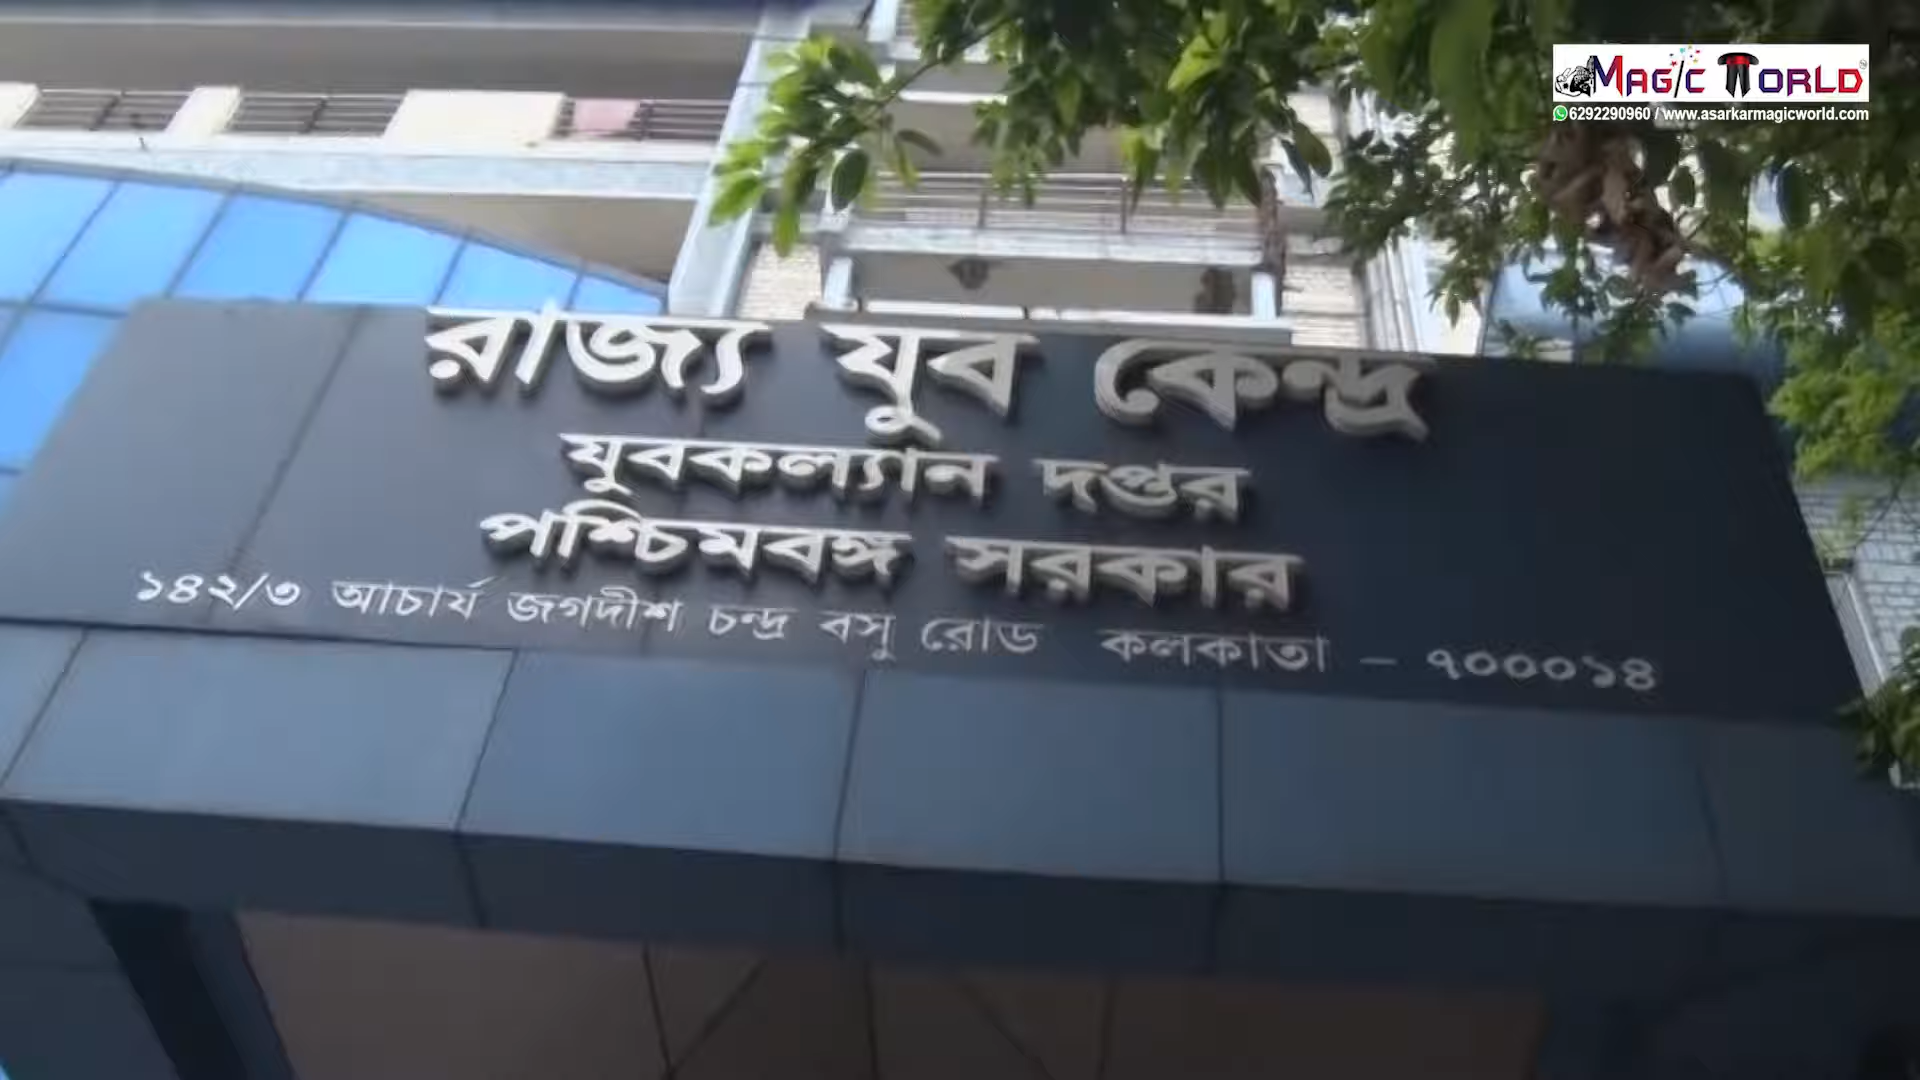 MAGIC WORLD
6292290960 / www.asarkarmagicworld.com
রাজ্য যুব কেন্দ্র
যুবকল্যান দপ্তর
পশ্চিমবঙ্গ সরকার
১৪২/৩ আচার্য জগদীশ চন্দ্র বসু রোড কলকাতা – ৭০০০১৪